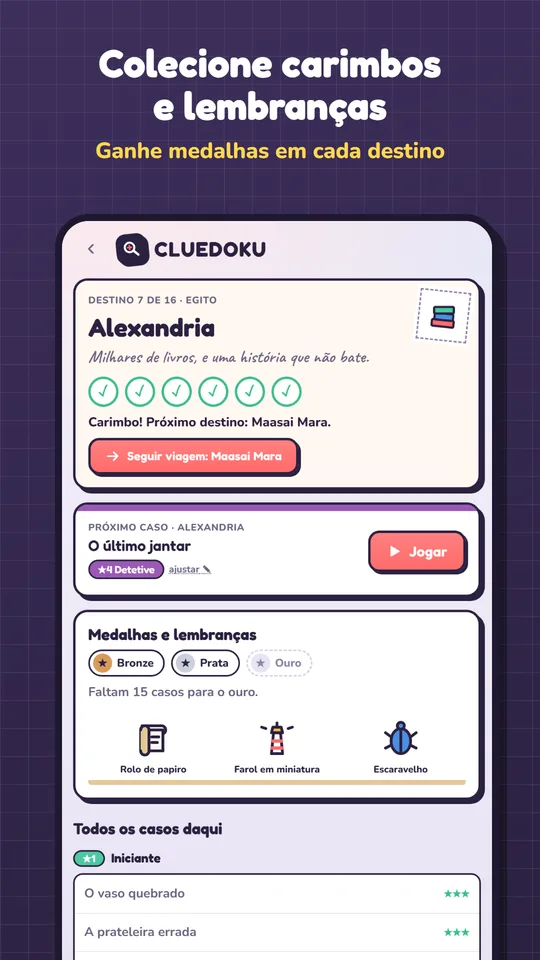 Colecione carimbos
e lembranças
Ganhe medalhas em cada destino
CLUEDOKU
DESTINO 7 DE 16 · EGITO
Alexandria
Milhares de livros, e uma história que não bate.
Carimbo! Próximo destino: Maasai Mara.
Seguir viagem: Maasai Mara
PRÓXIMO CASO · ALEXANDRIA
O último jantar
★4 Detetive ajustar
Jogar
Medalhas e lembranças
Bronze Prata Ouro
Faltam 15 casos para o ouro.
Rolo de papiro Farol em miniatura Escaravelho
Todos os casos daqui
★1 Iniciante
O vaso quebrado ★★★
A prateleira errada ★★★